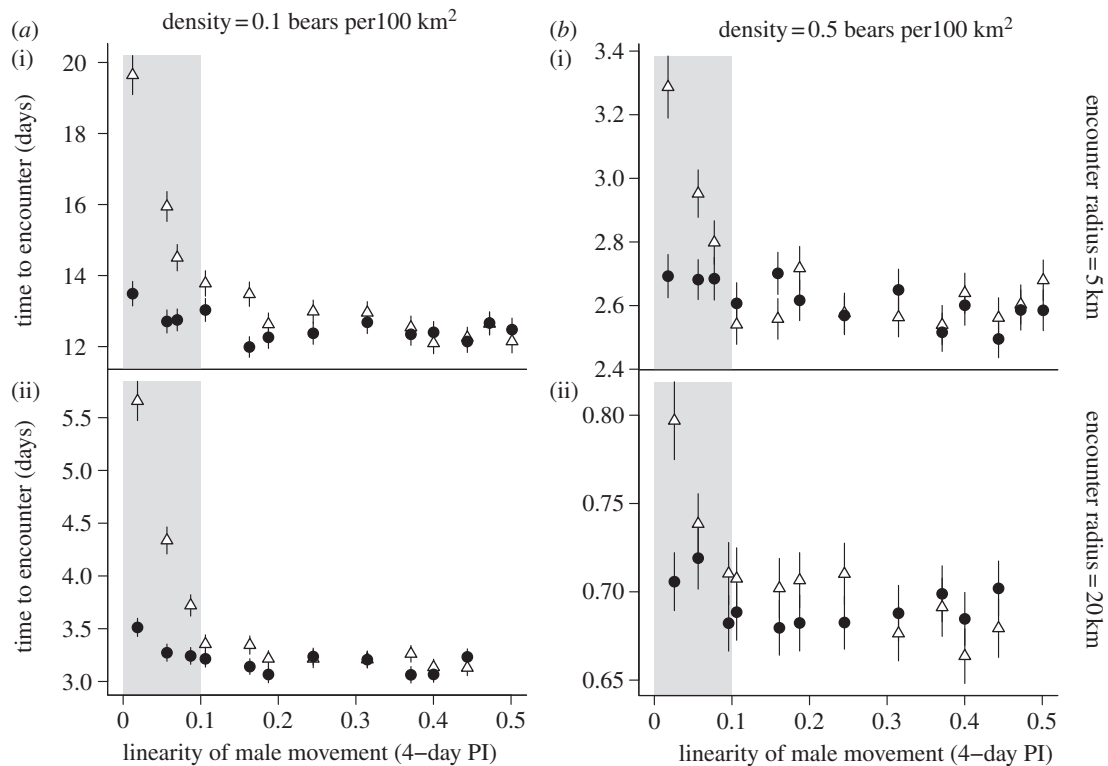 (a) density = 0.1 bears per100 km²
(i)
time to encounter (days)
20
18
16
14
12
(ii)
time to encounter (days)
5.5
5.0
4.5
4.0
3.5
3.0
0 0.1 0.2 0.3 0.4 0.5
linearity of male movement (4–day PI)
(b) density = 0.5 bears per100 km²
(i)
3.4
3.2
3.0
2.8
2.6
2.4
encounter radius = 5 km
(ii)
0.80
0.75
0.70
0.65
encounter radius = 20 km
0 0.1 0.2 0.3 0.4 0.5
linearity of male movement (4–day PI)